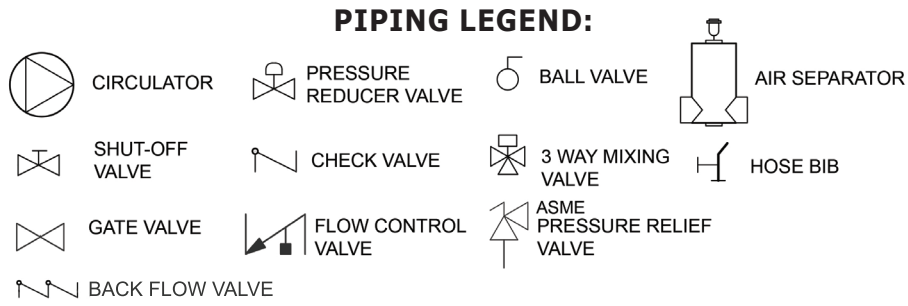 PIPING LEGEND:
CIRCULATOR
PRESSURE
REDUCER VALVE
BALL VALVE
AIR SEPARATOR
SHUT-OFF
VALVE
CHECK VALVE
3 WAY MIXING
VALVE
HOSE BIB
GATE VALVE
FLOW CONTROL
VALVE
ASME
PRESSURE RELIEF
VALVE
BACK FLOW VALVE